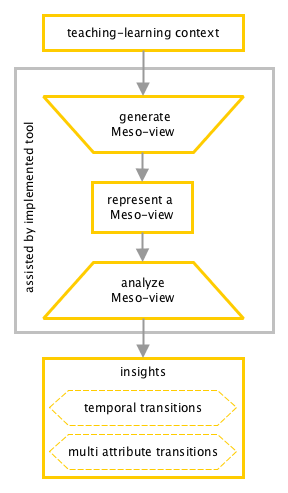 teaching-learning context
assisted by implemented tool
generate
Meso-view
represent a
Meso-view
analyze
Meso-view
insights
temporal transitions
multi attribute transitions